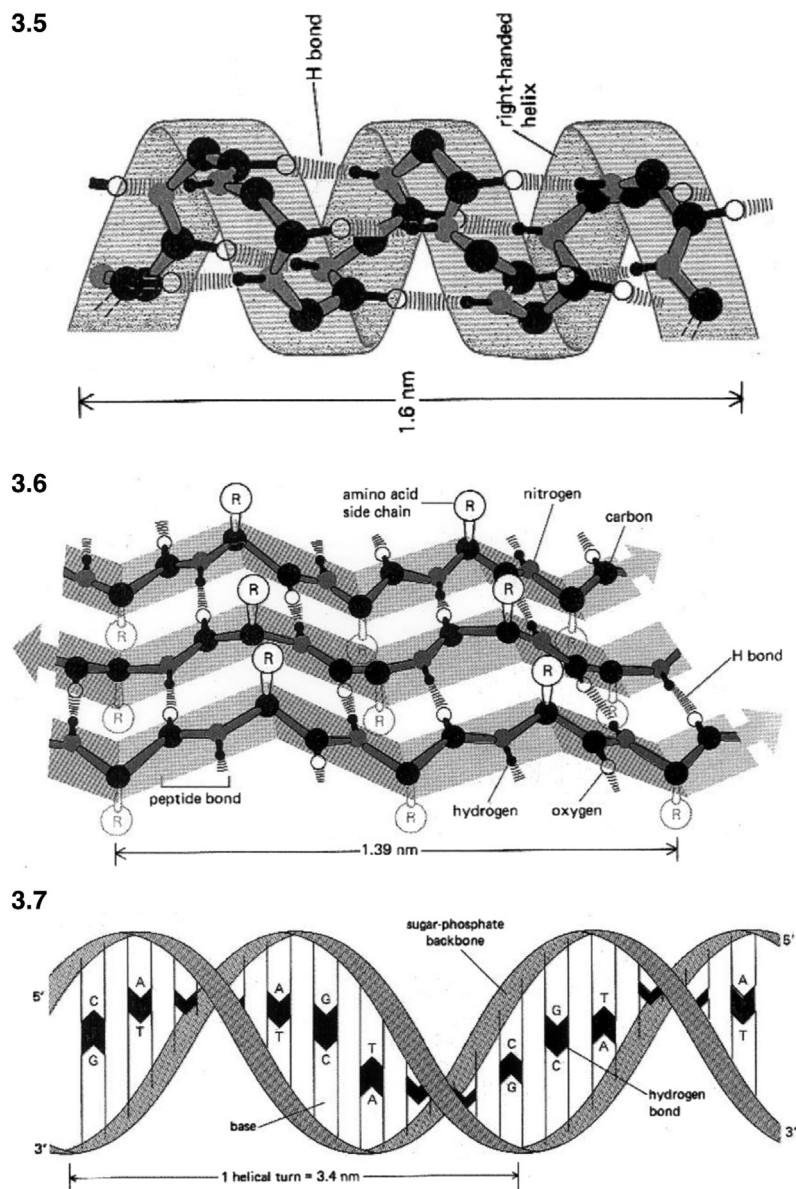 3.5
H bond
right-handed
helix
1.6 nm
3.6
R
amino acid
side chain
R
nitrogen
carbon
R
R
R
R
R
R
R
R
H bond
R
R
R
peptide bond
hydrogen
oxygen
R
R
R
1.39 nm
3.7
sugar-phosphate
backbone
5'
5'
C
A
A
G
T
C
G
T
A
G
T
T
C
A
G
C
A
T
base
hydrogen
bond
3'
3'
1 helical turn = 3.4 nm